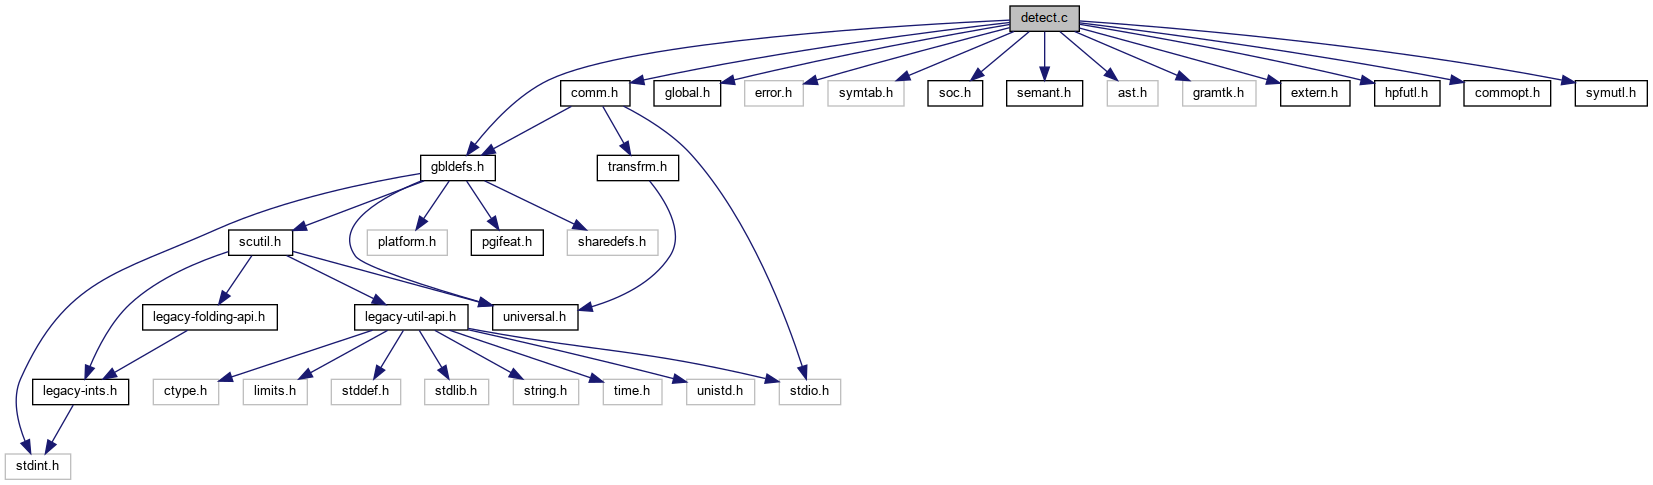 detect.c
comm.h
global.h
error.h
symtab.h
soc.h
semant.h
ast.h
gramtk.h
extern.h
hpfutl.h
commopt.h
symutl.h
gbldefs.h
transfrm.h
scutil.h
platform.h
pgifeat.h
sharedefs.h
legacy-folding-api.h
legacy-util-api.h
universal.h
legacy-ints.h
ctype.h
limits.h
stddef.h
stdlib.h
string.h
time.h
unistd.h
stdio.h
stdint.h